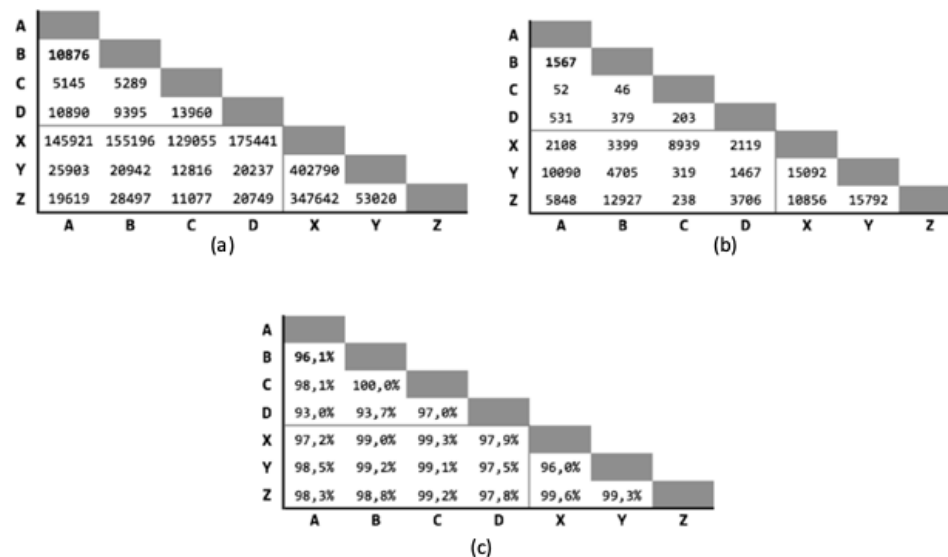 A
B 10876
C 5145 5289
D 10890 9395 13960
X 145921 155196 129055 175441
Y 25903 20942 12816 20237 402790
Z 19619 28497 11077 20749 347642 53020
A B C D X Y Z
(a)
A
B 1567
C 52 46
D 531 379 203
X 2108 3399 8939 2119
Y 10090 4705 319 1467 15092
Z 5848 12927 238 3706 10856 15792
A B C D X Y Z
(b)
A
B 96,1%
C 98,1% 100,0%
D 93,0% 93,7% 97,0%
X 97,2% 99,0% 99,3% 97,9%
Y 98,5% 99,2% 99,1% 97,5% 96,0%
Z 98,3% 98,8% 99,2% 97,8% 99,6% 99,3%
A B C D X Y Z
(c)